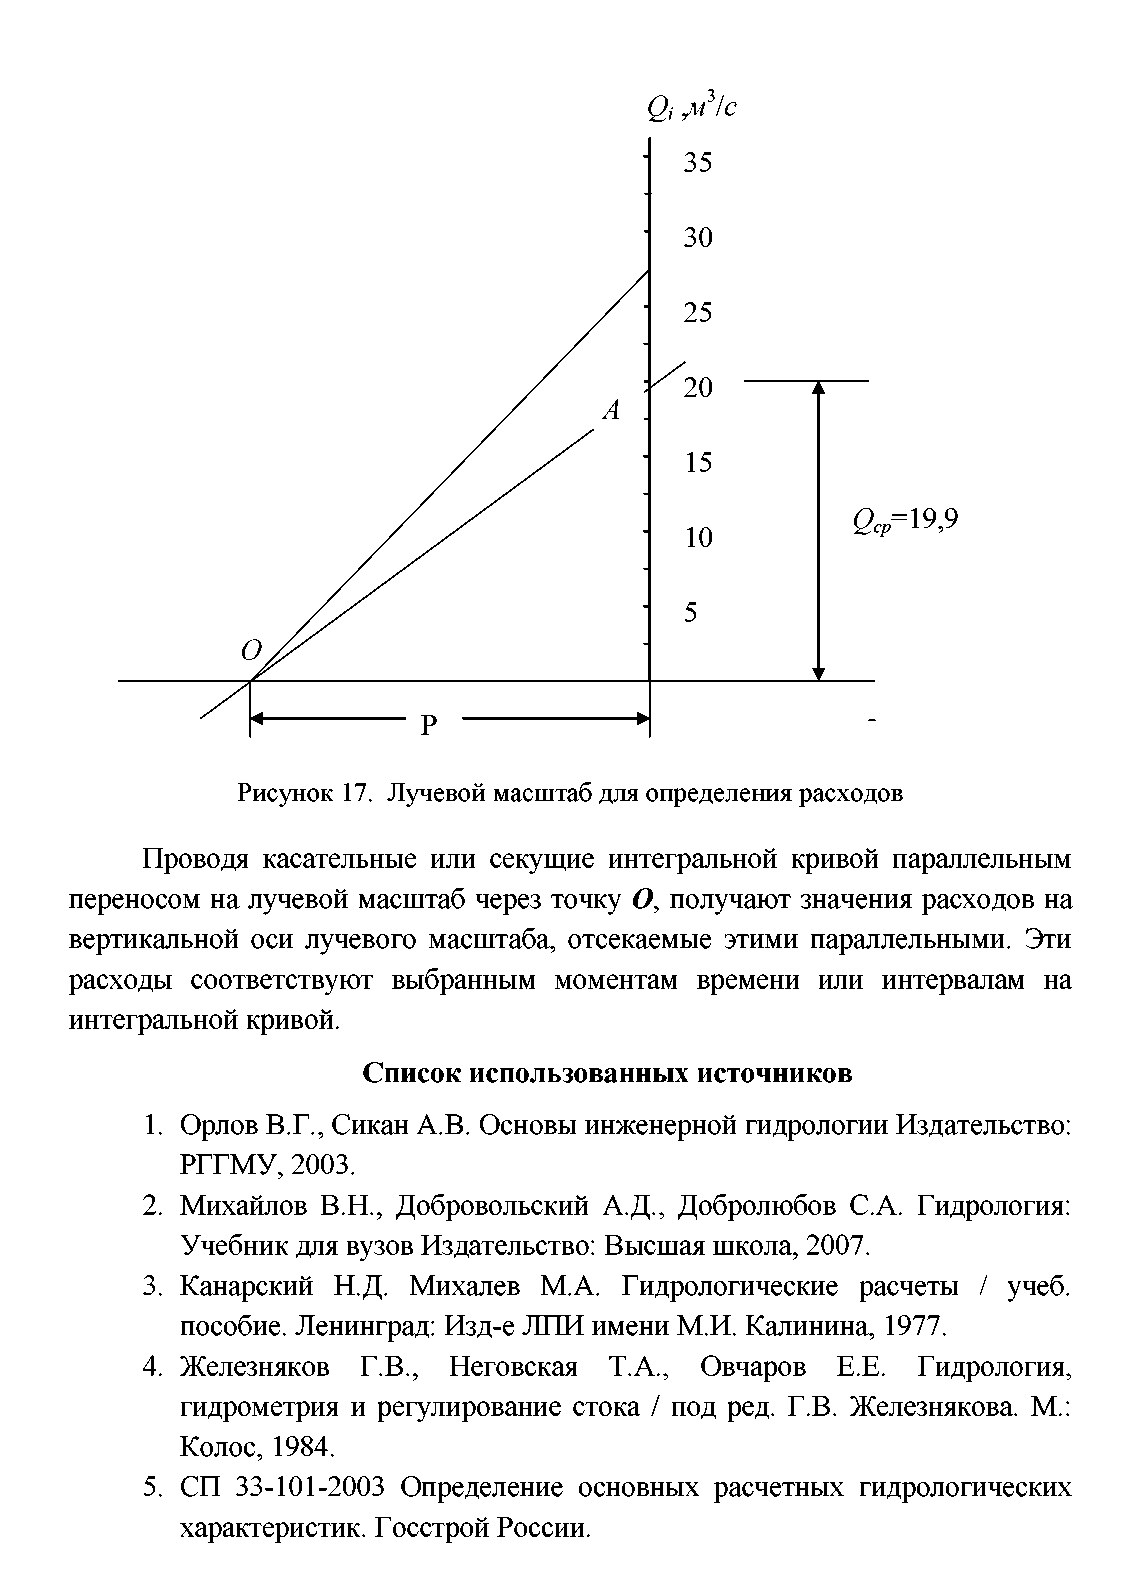 Qi ,м³/с
35
30
25
20
A
15
Qср=19,9
10
5
O
P
-
Рисунок 17. Лучевой масштаб для определения расходов
Проводя касательные или секущие интегральной кривой параллельным
переносом на лучевой масштаб через точку O, получают значения расходов на
вертикальной оси лучевого масштаба, отсекаемые этими параллельными. Эти
расходы соответствуют выбранным моментам времени или интервалам на
интегральной кривой.
Список использованных источников
1. Орлов В.Г., Сикан А.В. Основы инженерной гидрологии Издательство:
РГГМУ, 2003.
2. Михайлов В.Н., Добровольский А.Д., Добролюбов С.А. Гидрология:
Учебник для вузов Издательство: Высшая школа, 2007.
3. Канарский Н.Д. Михалев М.А. Гидрологические расчеты / учеб.
пособие. Ленинград: Изд-е ЛПИ имени М.И. Калинина, 1977.
4. Железняков Г.В., Неговская Т.А., Овчаров Е.Е. Гидрология,
гидрометрия и регулирование стока / под ред. Г.В. Железнякова. М.:
Колос, 1984.
5. СП 33-101-2003 Определение основных расчетных гидрологических
характеристик. Госстрой России.